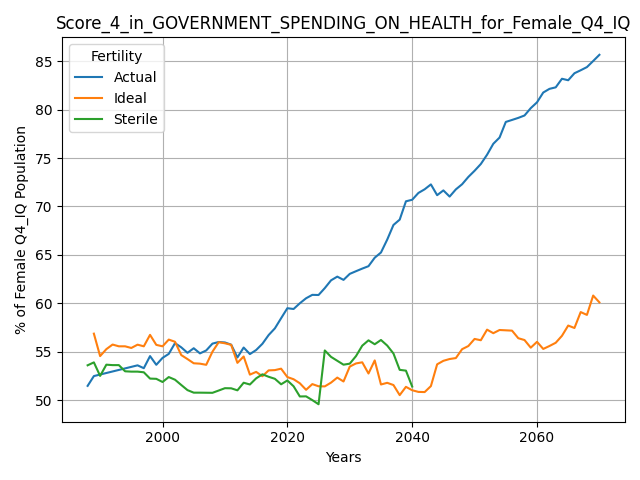 Score_4_in_GOVERNMENT_SPENDING_ON_HEALTH_for_Female_Q4_IQ
Fertility
Actual
Ideal
Sterile
% of Female Q4_IQ Population
85
80
75
70
65
60
55
50
2000
2020
2040
2060
Years